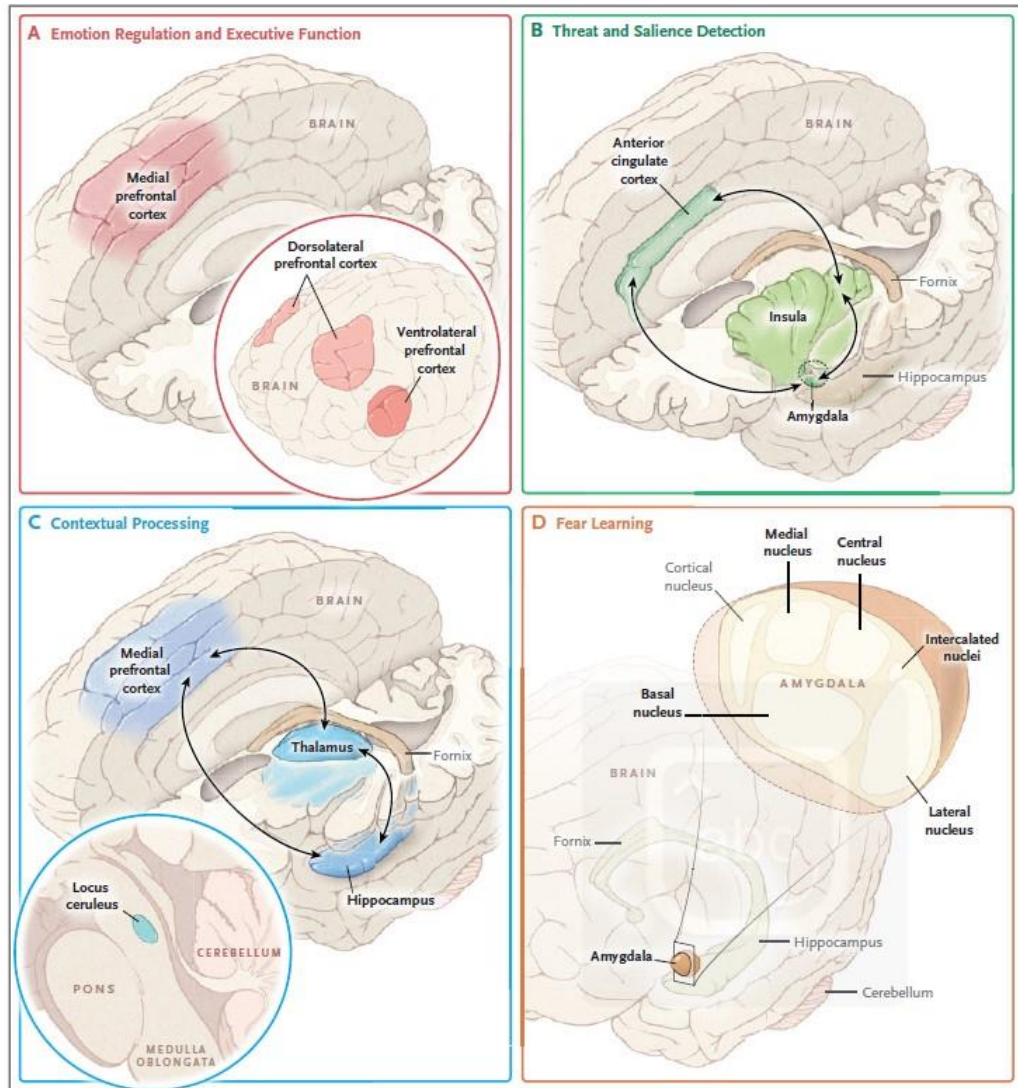 A Emotion Regulation and Executive Function
BRAIN
Medial
prefrontal
cortex
Dorsolateral
prefrontal cortex
Ventrolateral
prefrontal
cortex
BRAIN
B Threat and Salience Detection
BRAIN
Anterior
cingulate
cortex
Fornix
Insula
Hippocampus
Amygdala
C Contextual Processing
BRAIN
Medial
prefrontal
cortex
Thalamus
Fornix
Hippocampus
Locus
ceruleus
CEREBELLUM
PONS
MEDULLA
OBLONGATA
D Fear Learning
Medial
nucleus
Central
nucleus
Cortical
nucleus
Intercalated
nuclei
AMYGDALA
Basal
nucleus
BRAIN
Lateral
nucleus
abc
Fornix
Hippocampus
Amygdala
Cerebellum